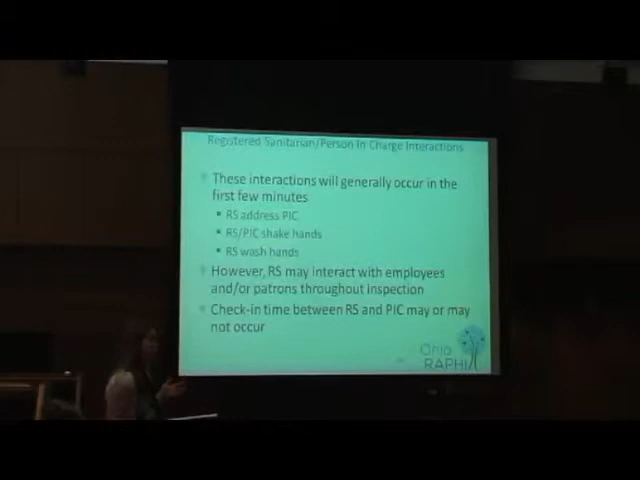 Registered Sanitarian/Person In Charge Interactions
These interactions will generally occur in the
first few minutes
RS address PIC
RS/PIC shake hands
RS wash hands
However, RS may interact with employees
and/or patrons throughout inspection
Check-in time between RS and PIC may or may
not occur
Ohio
RAPHI